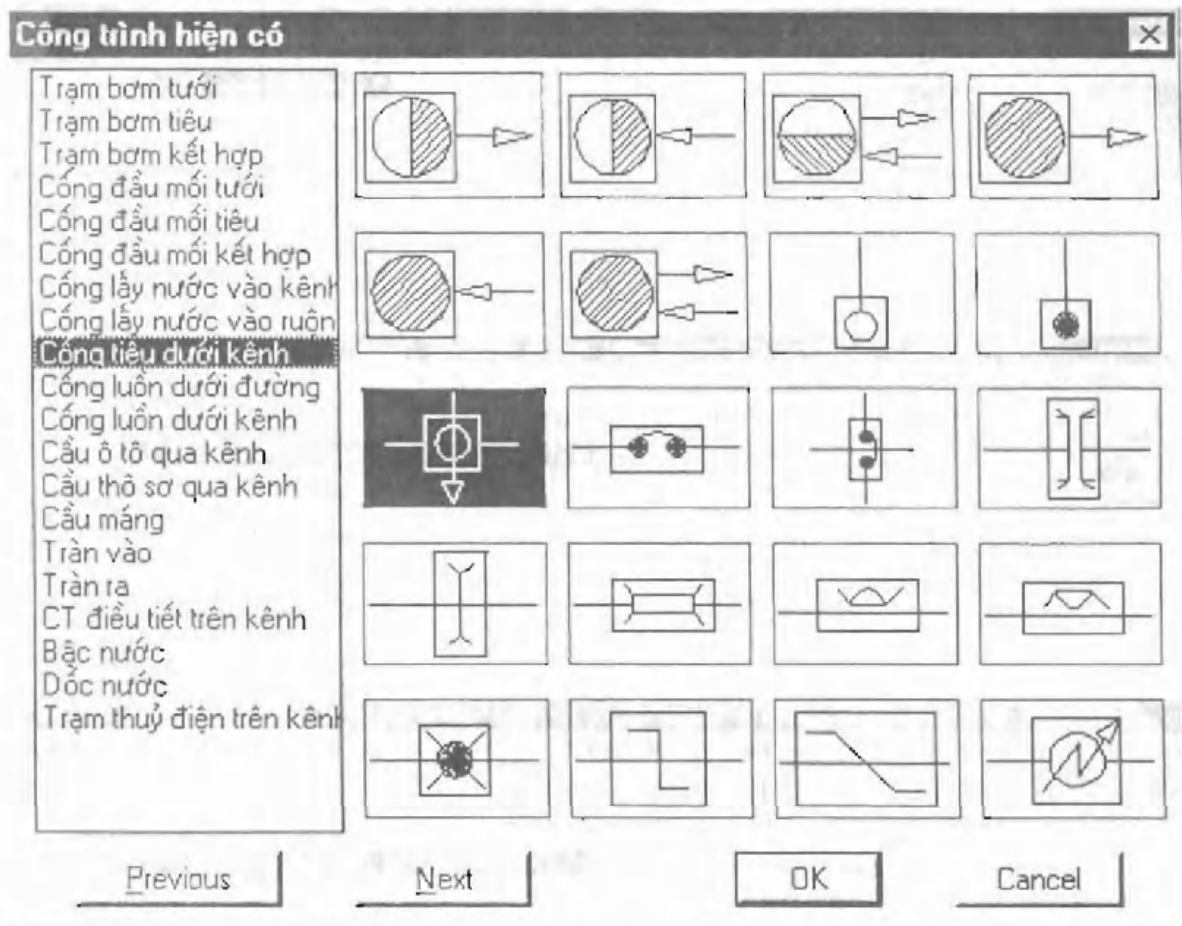 Công trình hiện có
Trạm bơm tưới
Trạm bơm tiêu
Trạm bơm kết hợp
Cống đầu mối tưới
Cống đầu mối tiêu
Cống đầu mối kết hợp
Cống lấy nước vào kênh
Cống lấy nước vào ruộn
Cống tiêu dưới kênh
Cống luồn dưới đường
Cống luồn dưới kênh
Cầu ô tô qua kênh
Cầu thô sơ qua kênh
Cầu máng
Tràn vào
Tràn ra
CT điều tiết trên kênh
Bậc nước
Dốc nước
Trạm thuỷ điện trên kênh
Previous Next OK Cancel